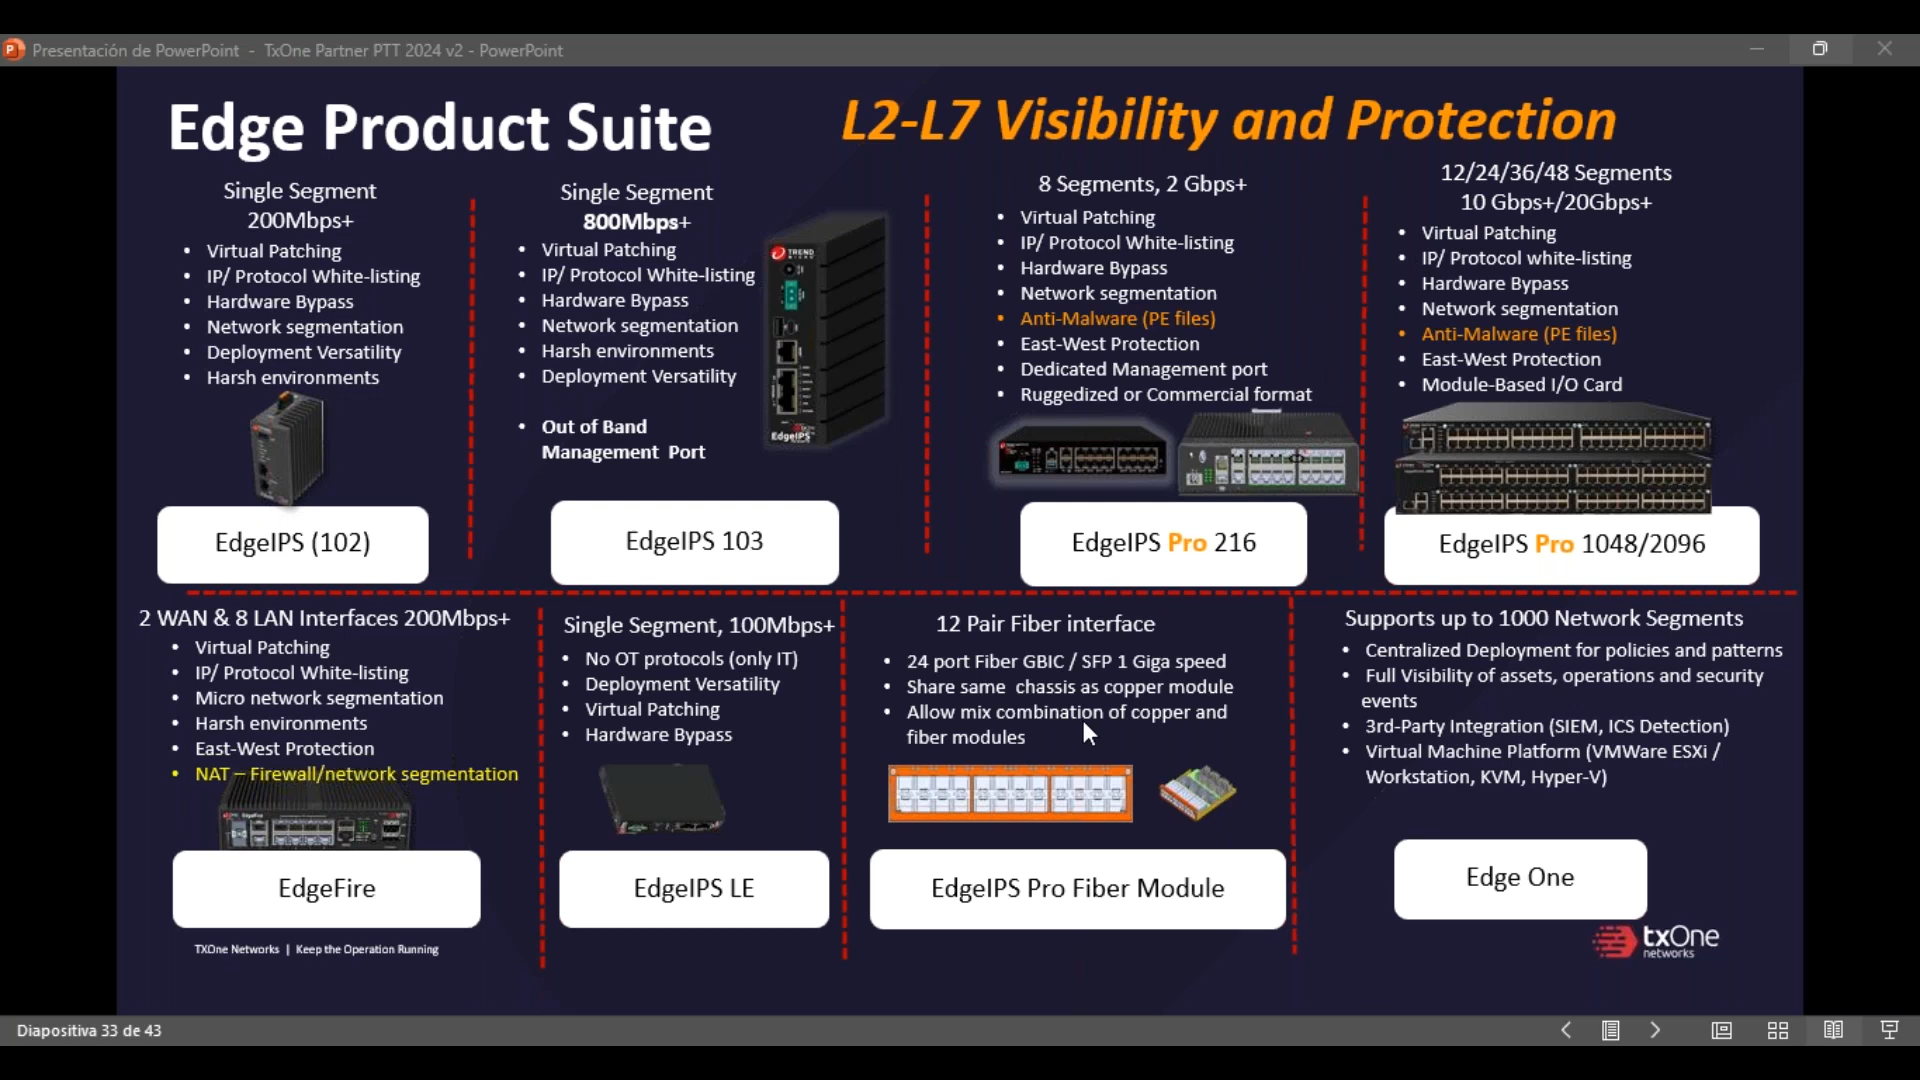 Presentación de PowerPoint - TxOne Partner PTT 2024 v2 - PowerPoint
Edge Product Suite
L2-L7 Visibility and Protection
Single Segment
200Mbps+
• Virtual Patching
• IP/ Protocol White-listing
• Hardware Bypass
• Network segmentation
• Deployment Versatility
• Harsh environments
EdgeIPS (102)
Single Segment
800Mbps+
• Virtual Patching
• IP/ Protocol White-listing
• Hardware Bypass
• Network segmentation
• Harsh environments
• Deployment Versatility
• Out of Band
Management Port
TREND
MICRO
EdgeIPS
EdgeIPS 103
8 Segments, 2 Gbps+
• Virtual Patching
• IP/ Protocol White-listing
• Hardware Bypass
• Network segmentation
• Anti-Malware (PE files)
• East-West Protection
• Dedicated Management port
• Ruggedized or Commercial format
EdgeIPS Pro 216
12/24/36/48 Segments
10 Gbps+/20Gbps+
• Virtual Patching
• IP/ Protocol white-listing
• Hardware Bypass
• Network segmentation
• Anti-Malware (PE files)
• East-West Protection
• Module-Based I/O Card
EdgeIPS Pro 1048/2096
2 WAN & 8 LAN Interfaces 200Mbps+
• Virtual Patching
• IP/ Protocol White-listing
• Micro network segmentation
• Harsh environments
• East-West Protection
• NAT – Firewall/network segmentation
EdgeFire
EdgeFire
Single Segment, 100Mbps+
• No OT protocols (only IT)
• Deployment Versatility
• Virtual Patching
• Hardware Bypass
EdgeIPS LE
12 Pair Fiber interface
• 24 port Fiber GBIC / SFP 1 Giga speed
• Share same chassis as copper module
• Allow mix combination of copper and
fiber modules
EdgeIPS Pro Fiber Module
Supports up to 1000 Network Segments
• Centralized Deployment for policies and patterns
• Full Visibility of assets, operations and security
events
• 3rd-Party Integration (SIEM, ICS Detection)
• Virtual Machine Platform (VMWare ESXi /
Workstation, KVM, Hyper-V)
Edge One
TXOne Networks | Keep the Operation Running
txOne
networks
Diapositiva 33 de 43